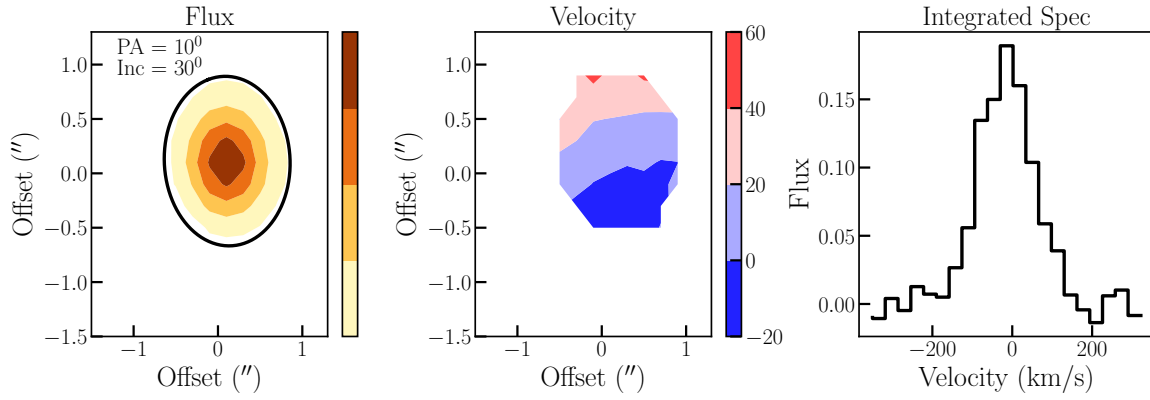 Flux
PA = 10⁰
Inc = 30⁰
1.0
0.5
0.0
−0.5
−1.0
−1.5
Offset (″)
−1
0
1
Offset (″)
Velocity
1.0
0.5
0.0
−0.5
−1.0
−1.5
Offset (″)
−1
0
1
Offset (″)
60
40
20
0
−20
Integrated Spec
0.15
0.10
0.05
0.00
Flux
−200
0
200
Velocity (km/s)